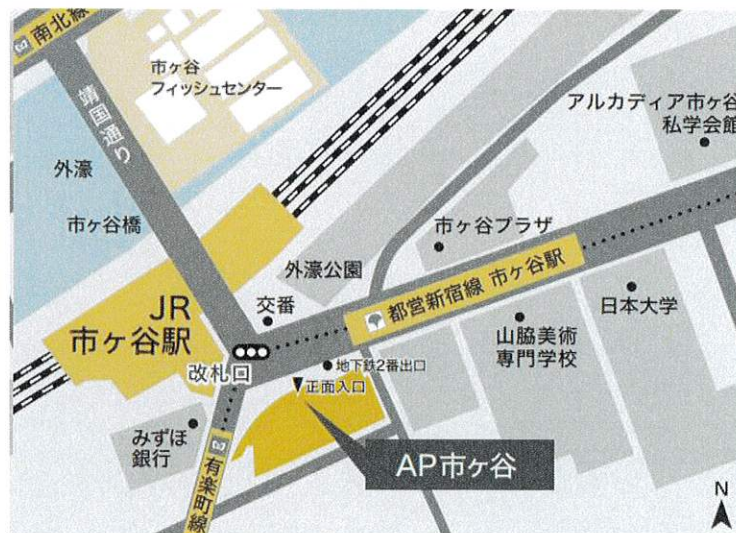 南北線
市ヶ谷
フィッシュセンター
靖国通り
アルカディア市ヶ谷
私学会館
外濠
市ヶ谷橋
市ヶ谷プラザ
外濠公園
都営新宿線 市ヶ谷駅
JR
市ヶ谷駅
交番
日本大学
山脇美術
専門学校
改札口
地下鉄2番出口
正面入口
みずほ
銀行
有楽町線
AP市ヶ谷
N